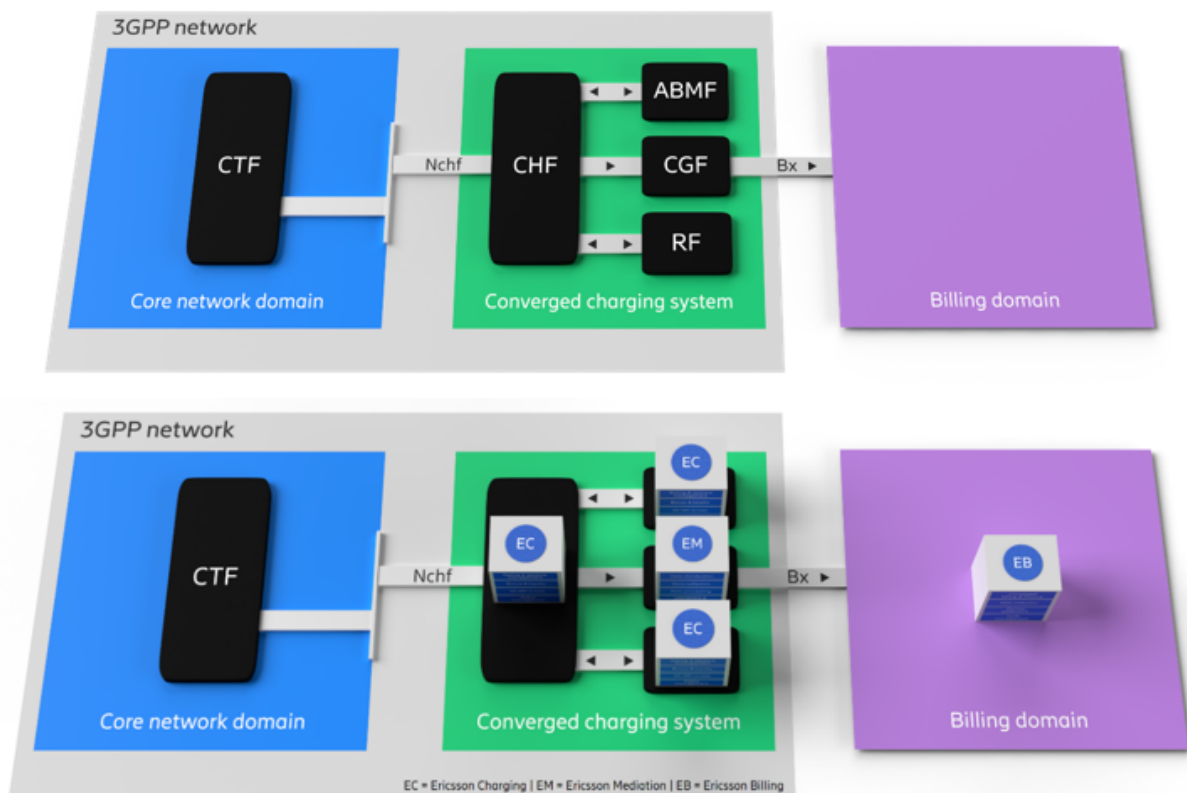 3GPP network
CTF
Nchf
CHF
ABMF
CGF
RF
Bx
Core network domain
Converged charging system
Billing domain
3GPP network
CTF
Nchf
EC
EC
EM
EC
Bx
EB
Core network domain
Converged charging system
Billing domain
EC = Ericsson Charging | EM = Ericsson Mediation | EB = Ericsson Billing